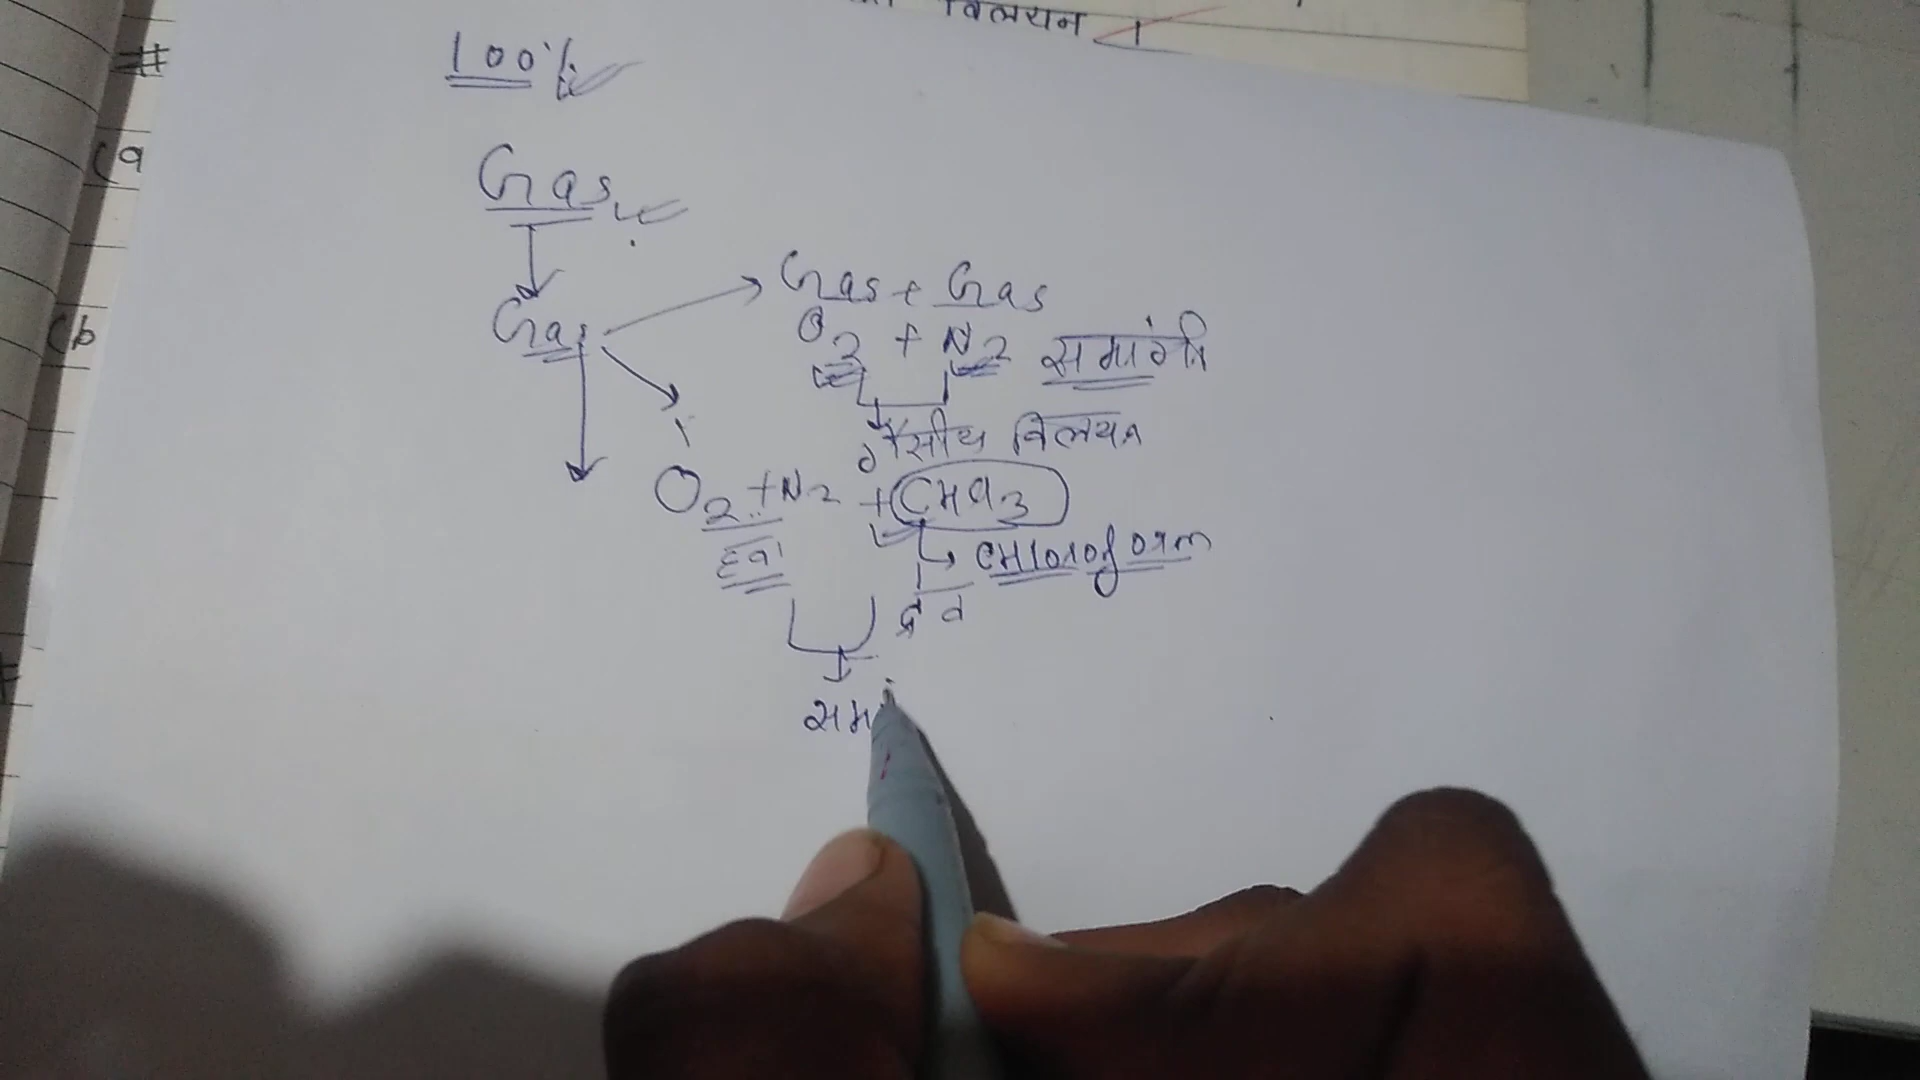 विलयन ।
#
100%
(a
Gas
Gas + Gas
(b
Gas
O2 + N2 समांगी
गैसीय विलयन
O2 + N2 + CHCl3
हवा
CHloroform
द्रव
सम